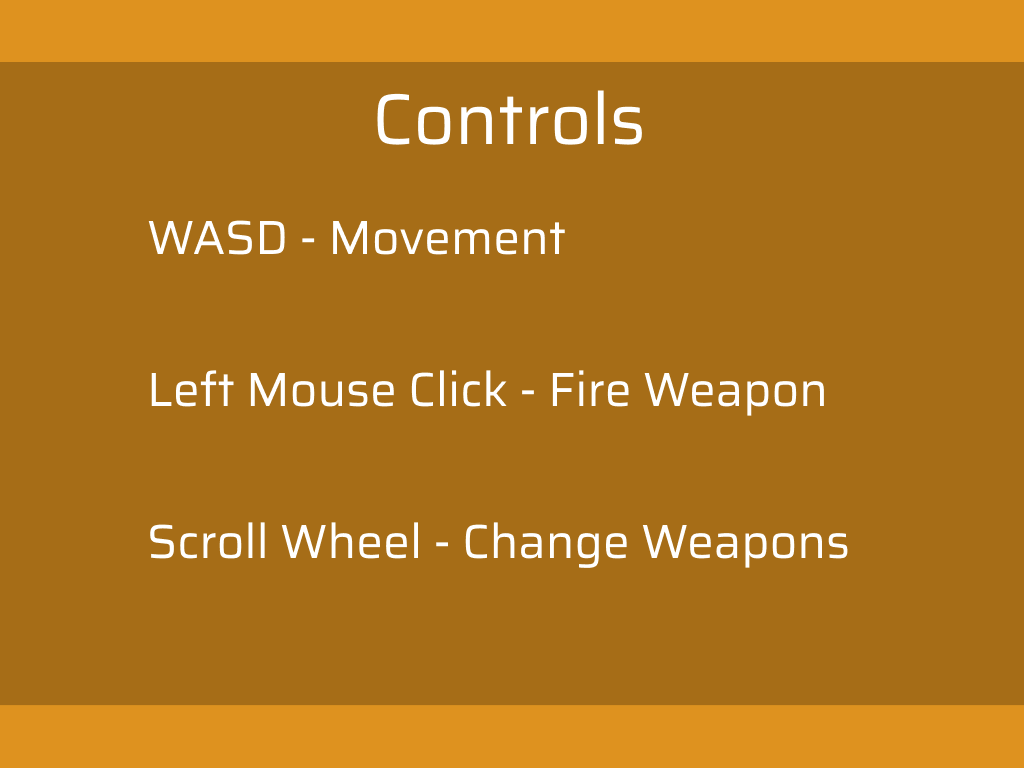 Controls
WASD - Movement
Left Mouse Click - Fire Weapon
Scroll Wheel - Change Weapons